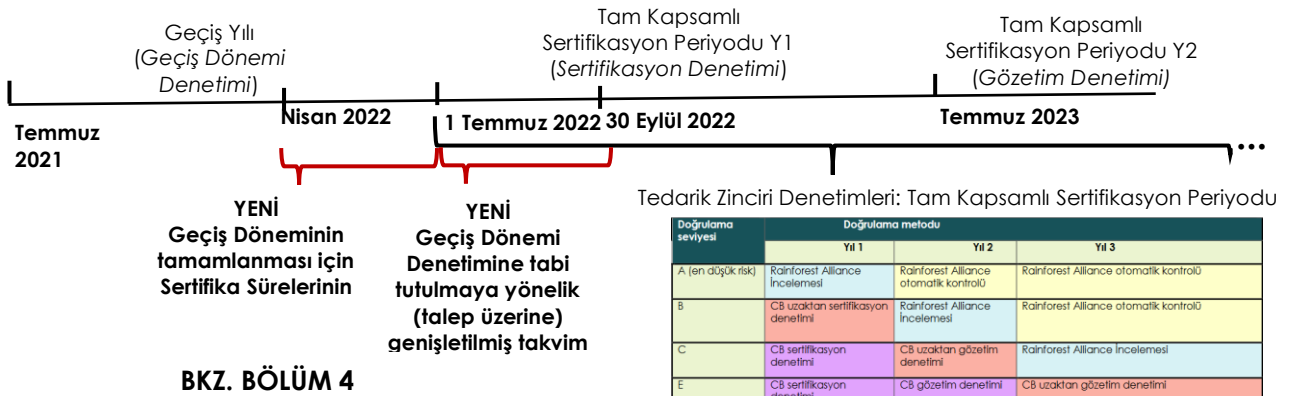 Geçiş Yılı
(Geçiş Dönemi
Denetimi)
Tam Kapsamlı
Sertifikasyon Periyodu Y1
(Sertifikasyon Denetimi)
Tam Kapsamlı
Sertifikasyon Periyodu Y2
(Gözetim Denetimi)
Temmuz
2021
Nisan 2022
1 Temmuz 2022
30 Eylül 2022
Temmuz 2023
...
YENİ
Geçiş Döneminin
tamamlanması için
Sertifika Sürelerinin
YENİ
Geçiş Dönemi
Denetimine tabi
tutulmaya yönelik
(talep üzerine)
genişletilmiş takvim
BKZ. BÖLÜM 4
Tedarik Zinciri Denetimleri: Tam Kapsamlı Sertifikasyon Periyodu
Doğrulama
seviyesi
Doğrulama metodu
Yıl 1
Yıl 2
Yıl 3
A (en düşük risk)
Rainforest Alliance
İncelemesi
Rainforest Alliance
otomatik kontrolü
Rainforest Alliance otomatik kontrolü
B
CB uzaktan sertifikasyon
denetimi
Rainforest Alliance
İncelemesi
Rainforest Alliance otomatik kontrolü
C
CB sertifikasyon
denetimi
CB uzaktan gözetim
denetimi
Rainforest Alliance İncelemesi
E
CB sertifikasyon
denetimi
CB gözetim denetimi
CB uzaktan gözetim denetimi